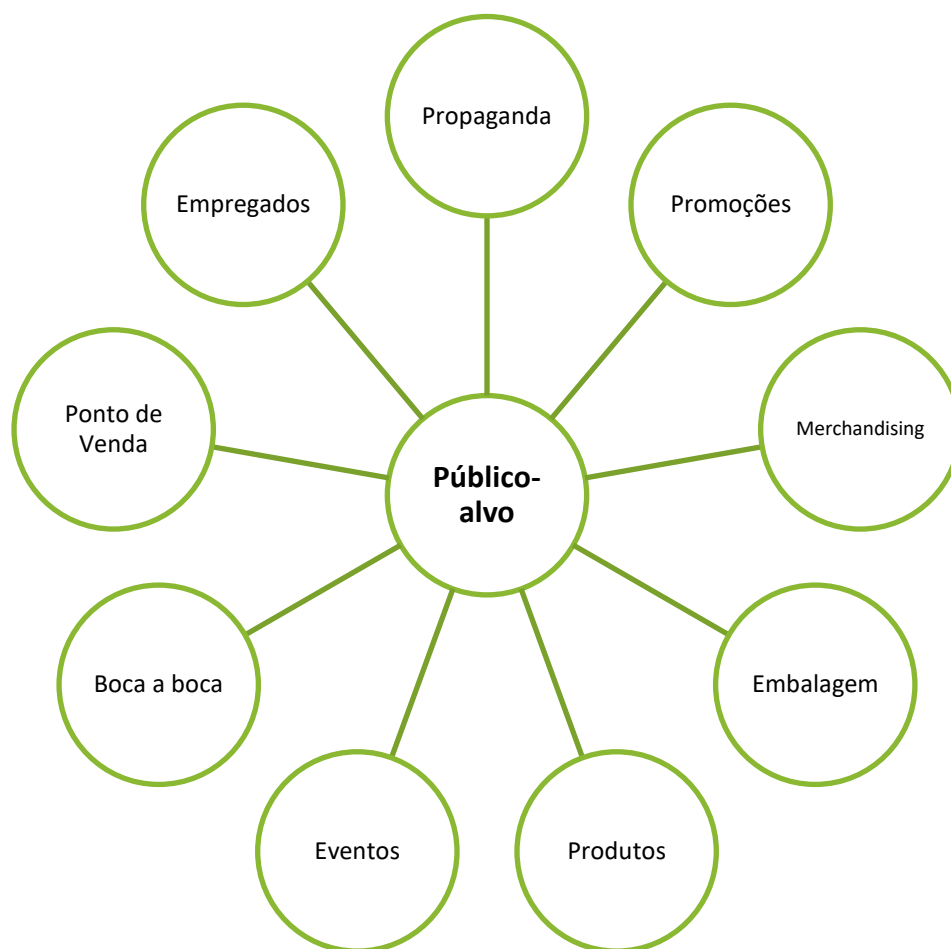 Propaganda
Empregados
Promoções
Ponto de
Venda
Merchandising
Público-
alvo
Boca a boca
Embalagem
Eventos
Produtos